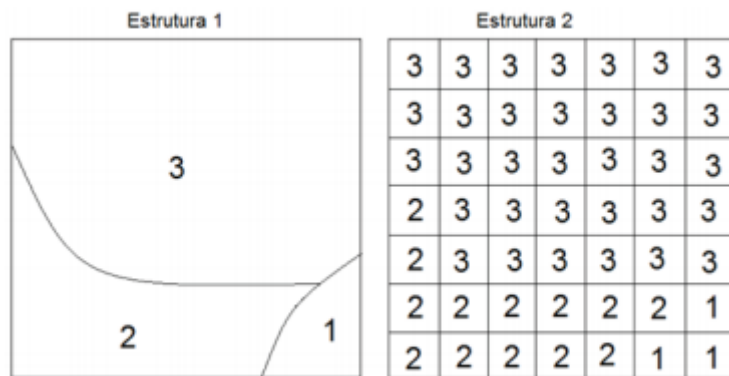 Estrutura 1
3
2
1
Estrutura 2
3 3 3 3 3 3 3
3 3 3 3 3 3 3
3 3 3 3 3 3 3
2 3 3 3 3 3 3
2 3 3 3 3 3 3
2 2 2 2 2 2 1
2 2 2 2 2 1 1